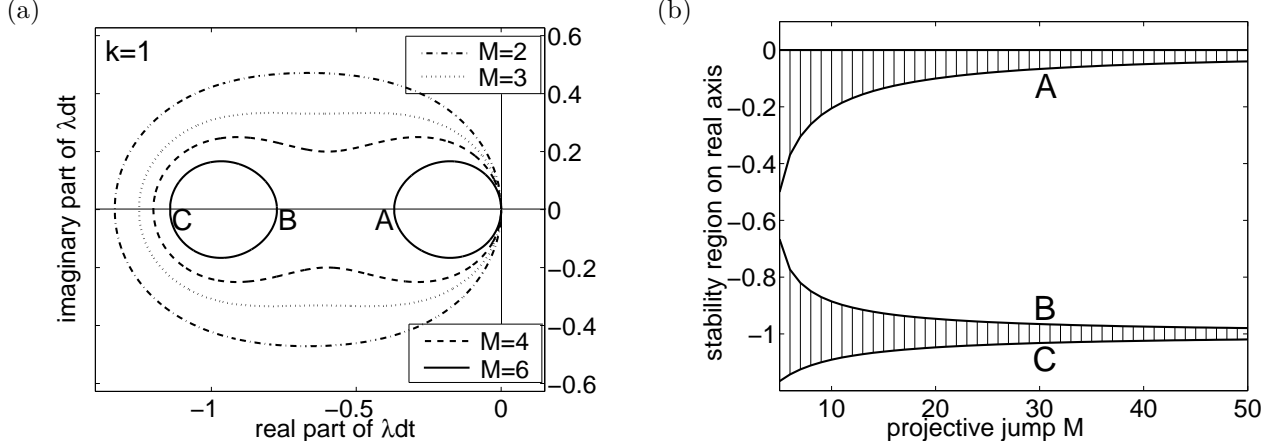 (a)
k=1
M=2
M=3
M=4
M=6
C
B
A
0.6
0.4
0.2
0
−0.2
−0.4
−0.6
−1
−0.5
0
imaginary part of λdt
real part of λdt
(b)
0
−0.2
−0.4
−0.6
−0.8
−1
A
B
C
10
20
30
40
50
stability region on real axis
projective jump M